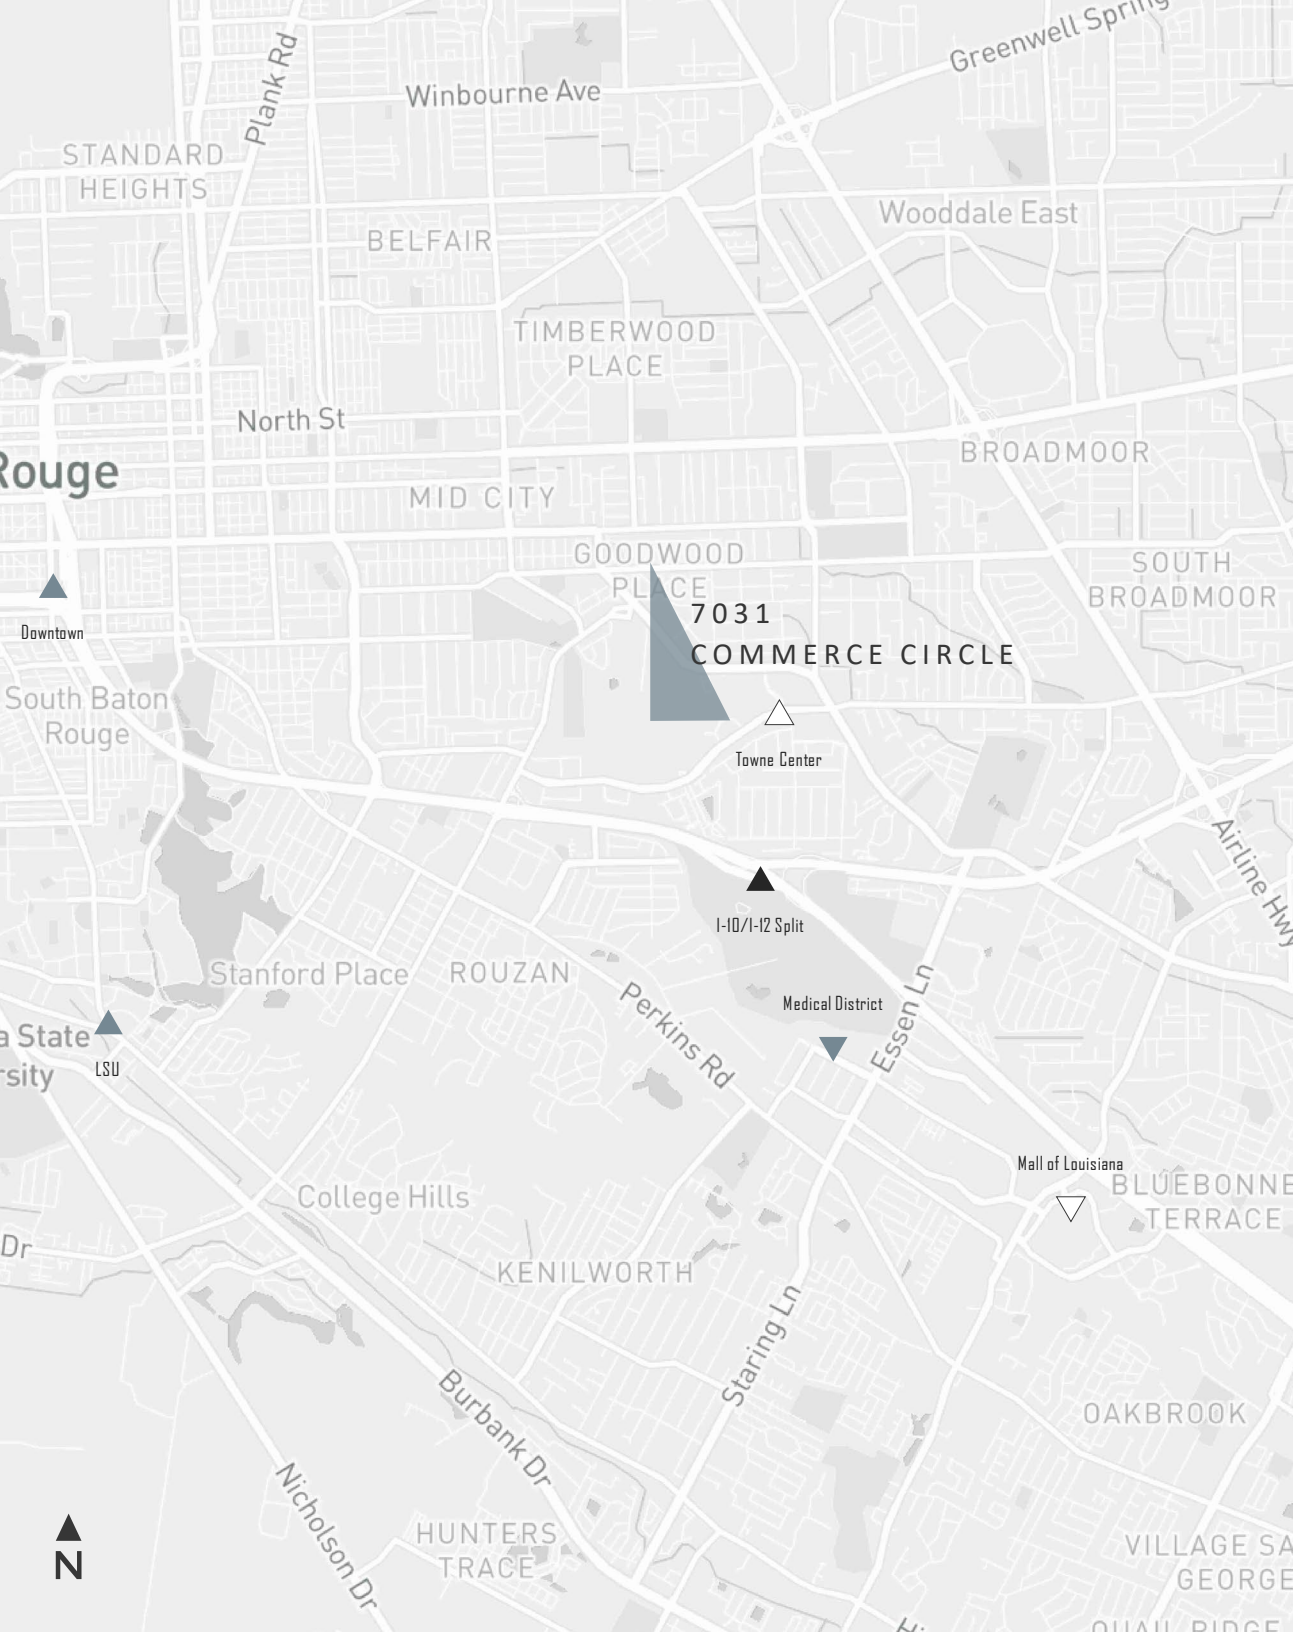 Greenwell Spring
Plank Rd
Winbourne Ave
STANDARD
HEIGHTS
Wooddale East
BELFAIR
TIMBERWOOD
PLACE
North St
BROADMOOR
Rouge
MID CITY
GOODWOOD
PLACE
SOUTH
BROADMOOR
7031
COMMERCE CIRCLE
Downtown
South Baton
Rouge
Towne Center
Airline Hwy
I-10/I-12 Split
Stanford Place
ROUZAN
Perkins Rd
Medical District
Essen Ln
a State
rsity
LSU
Mall of Louisiana
BLUEBONNE
TERRACE
College Hills
Dr
KENILWORTH
Staring Ln
Burbank Dr
OAKBROOK
Nicholson Dr
HUNTERS
TRACE
VILLAGE SA
GEORGE
N
QUAIL RIDGE
Hi